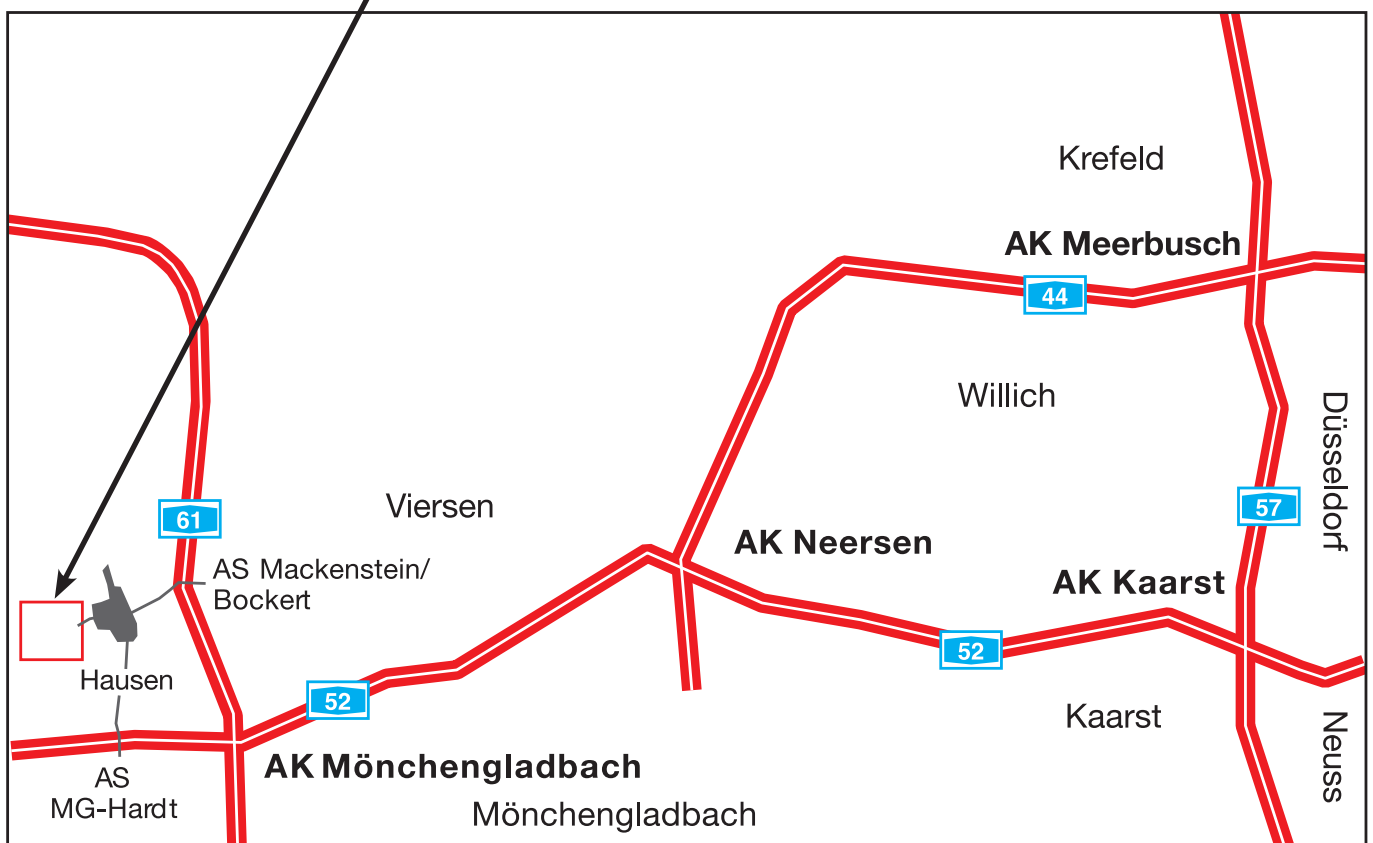 Krefeld
AK Meerbusch
44
Willich
Düsseldorf
61
Viersen
57
AK Neersen
AS Mackenstein/
Bockert
AK Kaarst
52
Hausen
52
Kaarst
Neuss
AK Mönchengladbach
AS
MG-Hardt
Mönchengladbach